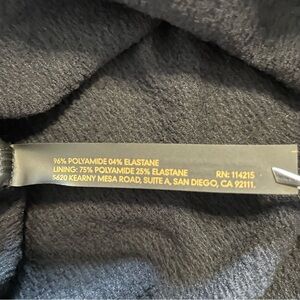 96% POLYAMIDE 04% ELASTANE
LINING: 75% POLYAMIDE 25% ELASTANE RN: 114215
5620 KEARNY MESA ROAD, SUITE A, SAN DIEGO, CA 92111.